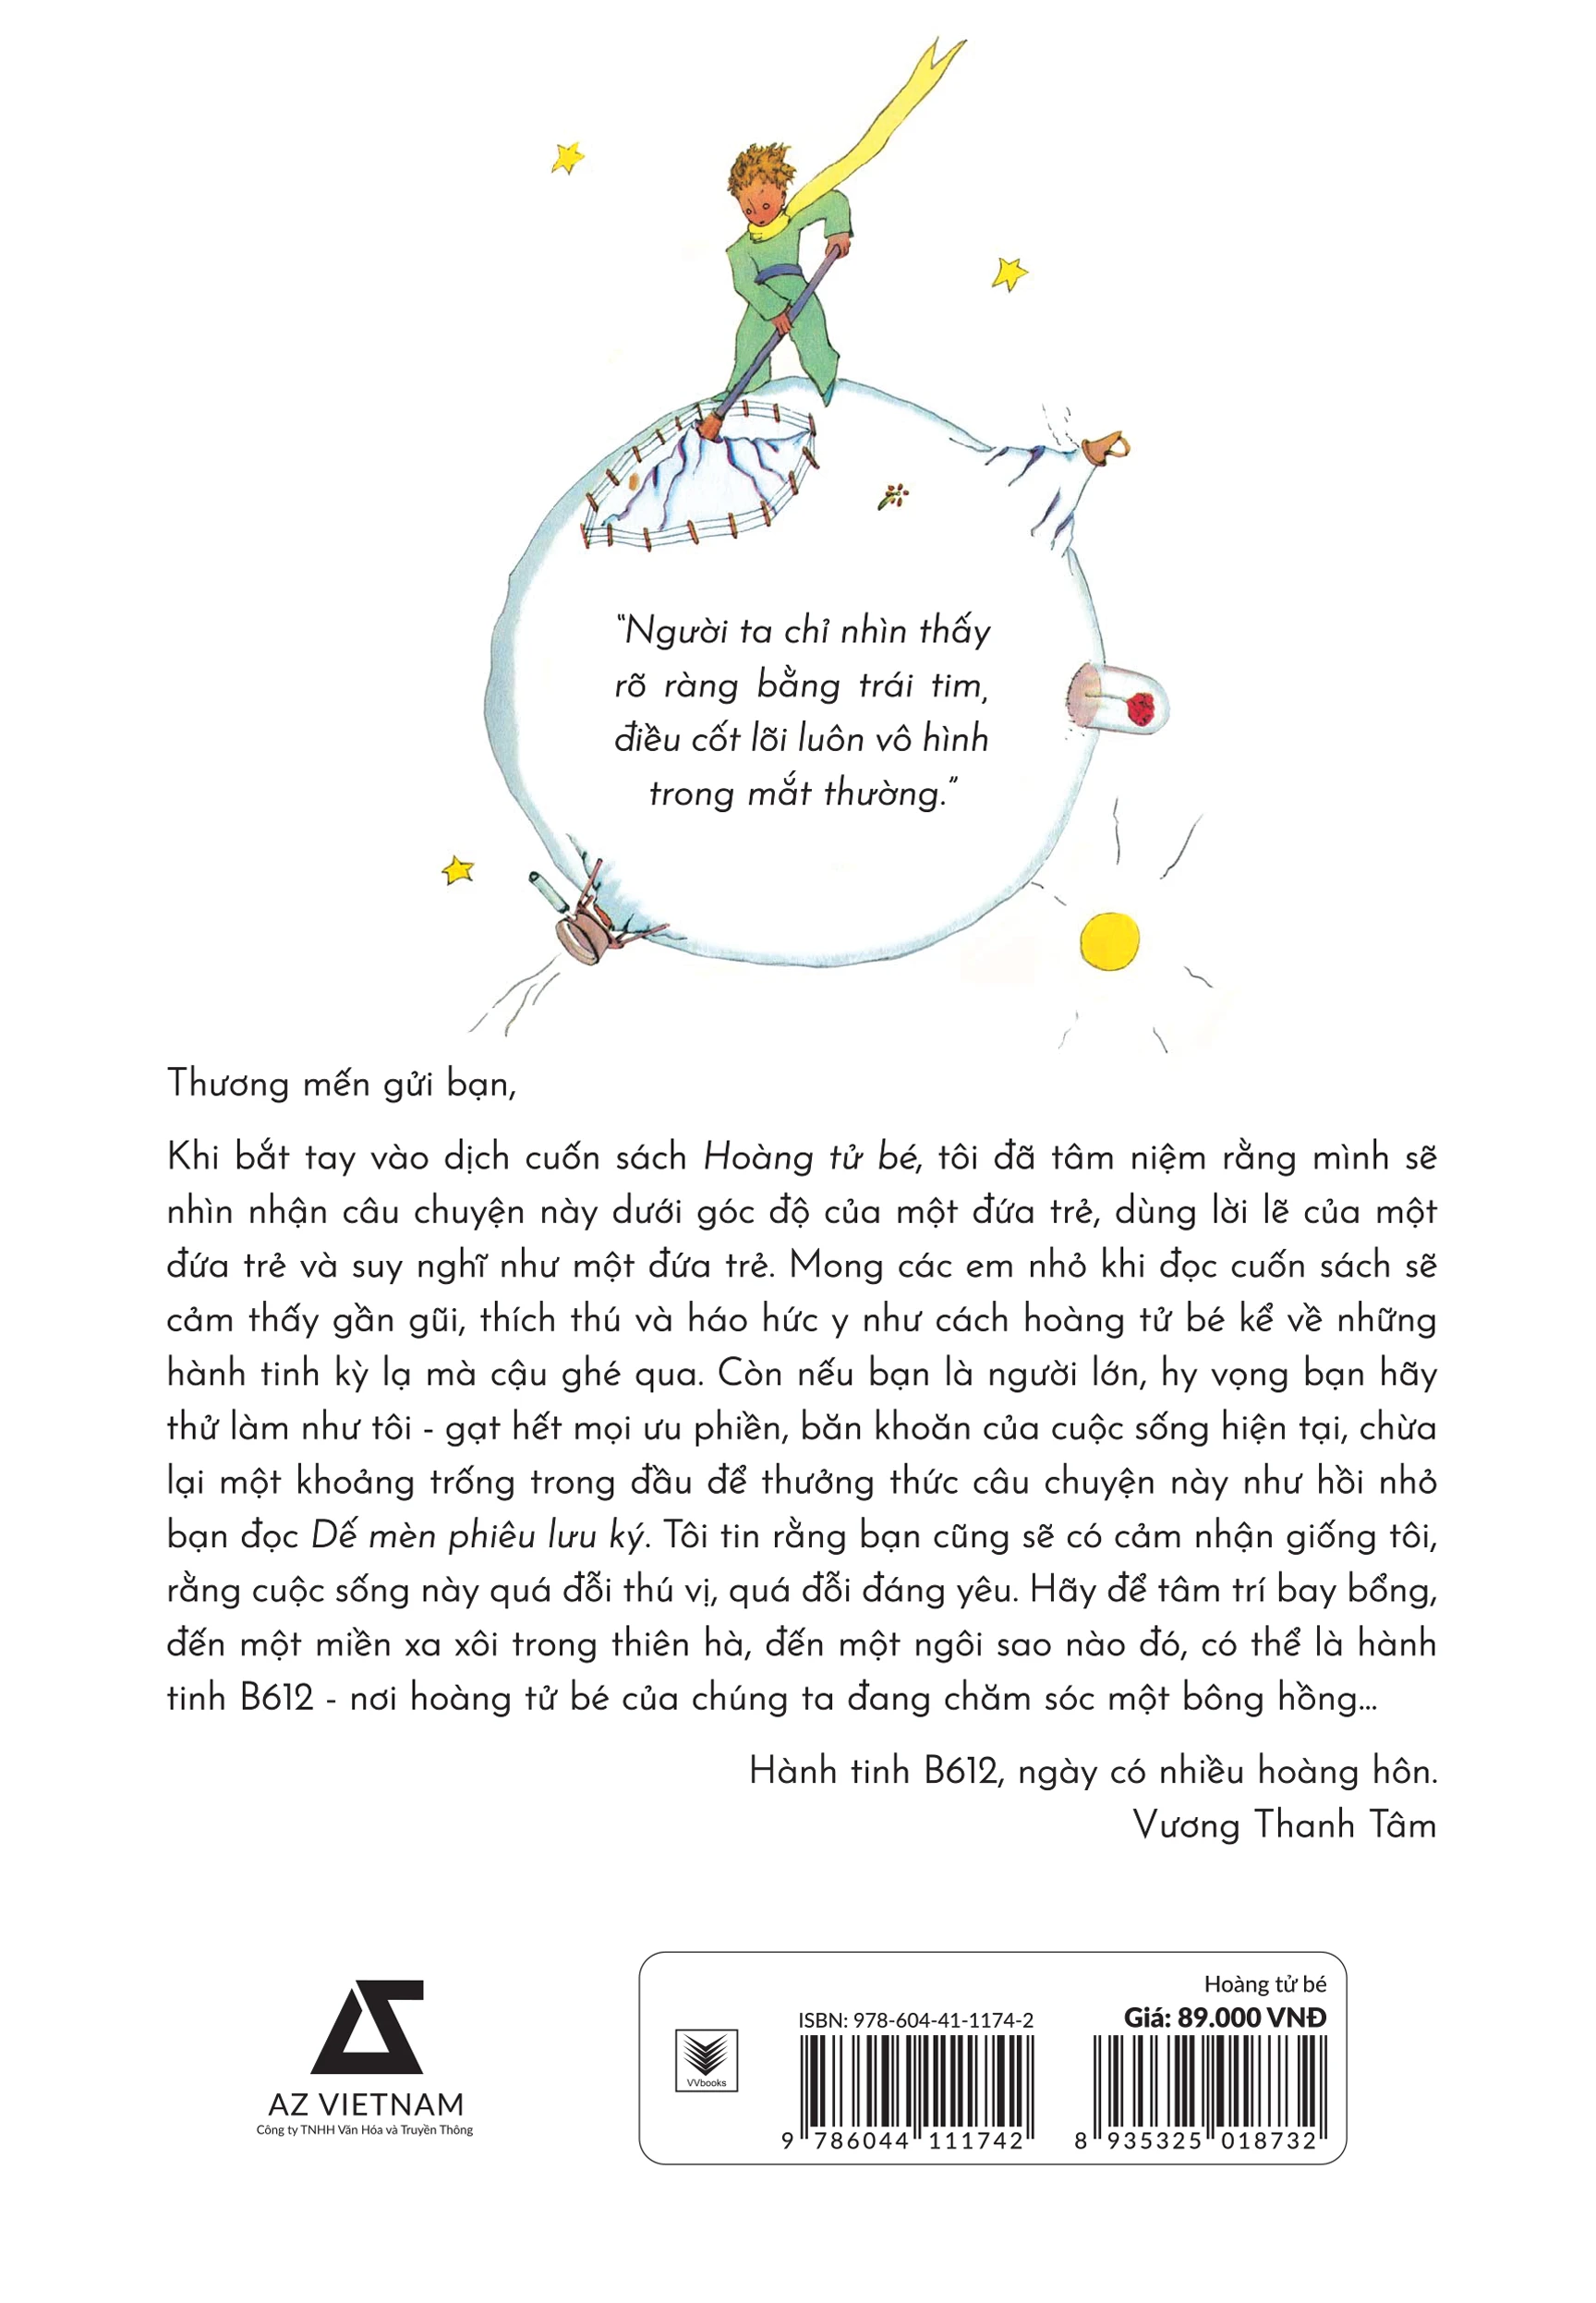 “Người ta chỉ nhìn thấy
rõ ràng bằng trái tim,
điều cốt lõi luôn vô hình
trong mắt thường.”
Thương mến gửi bạn,
Khi bắt tay vào dịch cuốn sách Hoàng tử bé, tôi đã tâm niệm rằng mình sẽ
nhìn nhận câu chuyện này dưới góc độ của một đứa trẻ, dùng lời lẽ của một
đứa trẻ và suy nghĩ như một đứa trẻ. Mong các em nhỏ khi đọc cuốn sách sẽ
cảm thấy gần gũi, thích thú và háo hức y như cách hoàng tử bé kể về những
hành tinh kỳ lạ mà cậu ghé qua. Còn nếu bạn là người lớn, hy vọng bạn hãy
thử làm như tôi - gạt hết mọi ưu phiền, băn khoăn của cuộc sống hiện tại, chừa
lại một khoảng trống trong đầu để thưởng thức câu chuyện này như hồi nhỏ
bạn đọc Dế mèn phiêu lưu ký. Tôi tin rằng bạn cũng sẽ có cảm nhận giống tôi,
rằng cuộc sống này quá đỗi thú vị, quá đỗi đáng yêu. Hãy để tâm trí bay bổng,
đến một miền xa xôi trong thiên hà, đến một ngôi sao nào đó, có thể là hành
tinh B612 - nơi hoàng tử bé của chúng ta đang chăm sóc một bông hồng...
Hành tinh B612, ngày có nhiều hoàng hôn.
Vương Thanh Tâm
AZ VIETNAM
Công ty TNHH Văn Hóa và Truyền Thông
VVbooks
ISBN: 978-604-41-1174-2
9 786044 111742
Hoàng tử bé
Giá: 89.000 VNĐ
8 935325 018732